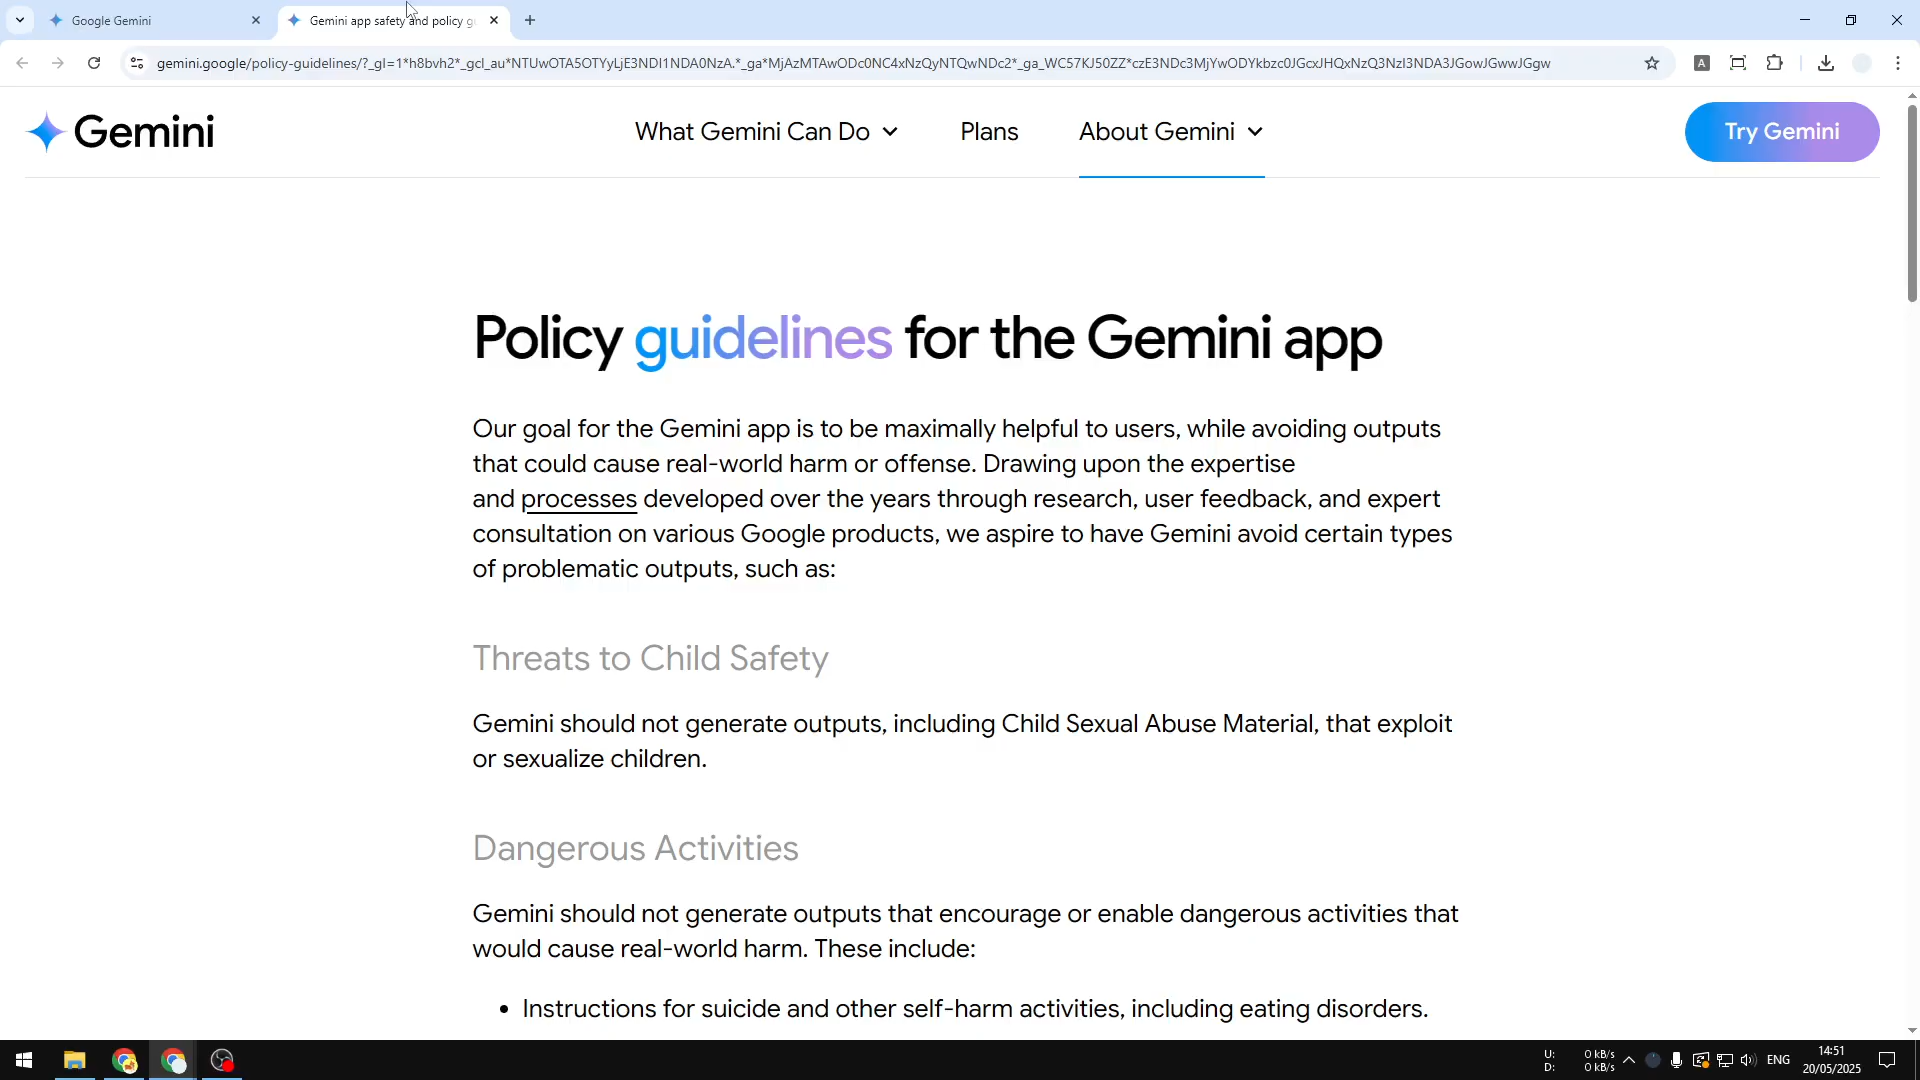 Google Gemini
Gemini app safety and policy g
gemini.google/policy-guidelines/?_gl=1*h8bvh2*_gcl_au*NTUwOTA5OTYyLjE3NDI1NDA0NzA.*_ga*MjAzMTAwODc0NC4xNzQyNTQwNDc2*_ga_WC57KJ50ZZ*czE3NDc3MjYwODYkbzc0JGcxJHQxNzQ3NzI3NDA3JGowJGwwJGgw
A
Gemini
What Gemini Can Do
Plans
About Gemini
Try Gemini
Policy guidelines for the Gemini app
Our goal for the Gemini app is to be maximally helpful to users, while avoiding outputs
that could cause real-world harm or offense. Drawing upon the expertise
and processes developed over the years through research, user feedback, and expert
consultation on various Google products, we aspire to have Gemini avoid certain types
of problematic outputs, such as:
Threats to Child Safety
Gemini should not generate outputs, including Child Sexual Abuse Material, that exploit
or sexualize children.
Dangerous Activities
Gemini should not generate outputs that encourage or enable dangerous activities that
would cause real-world harm. These include:
• Instructions for suicide and other self-harm activities, including eating disorders.
U: 0 kB/s
D: 0 kB/s
ENG
14:51
20/05/2025